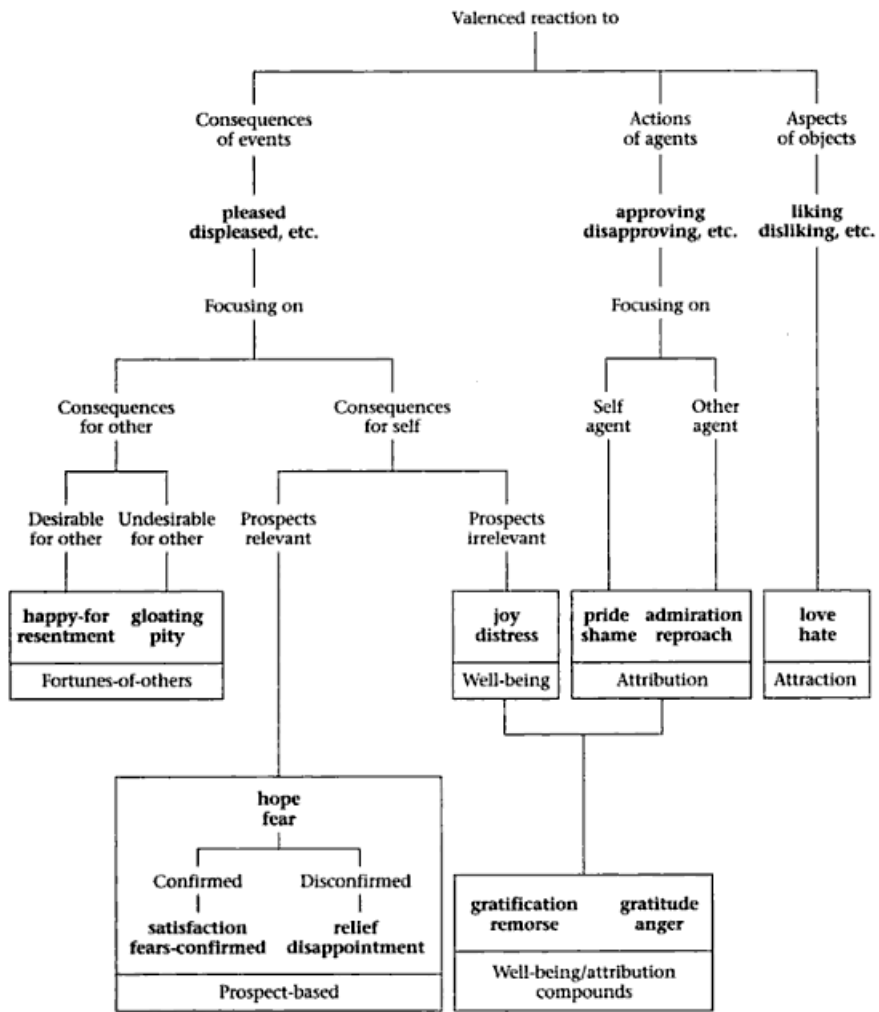 Valenced reaction to
Consequences
of events
Actions
of agents
Aspects
of objects
pleased
displeased, etc.
approving
disapproving, etc.
liking
disliking, etc.
Focusing on
Focusing on
Consequences
for other
Consequences
for self
Self
agent
Other
agent
Desirable
for other
Undesirable
for other
Prospects
relevant
Prospects
irrelevant
happy-for
resentment
gloating
pity
Fortunes-of-others
joy
distress
Well-being
pride
shame
admiration
reproach
Attribution
love
hate
Attraction
hope
fear
Confirmed
Disconfirmed
satisfaction
fears-confirmed
relief
disappointment
Prospect-based
gratification
remorse
gratitude
anger
Well-being/attribution
compounds